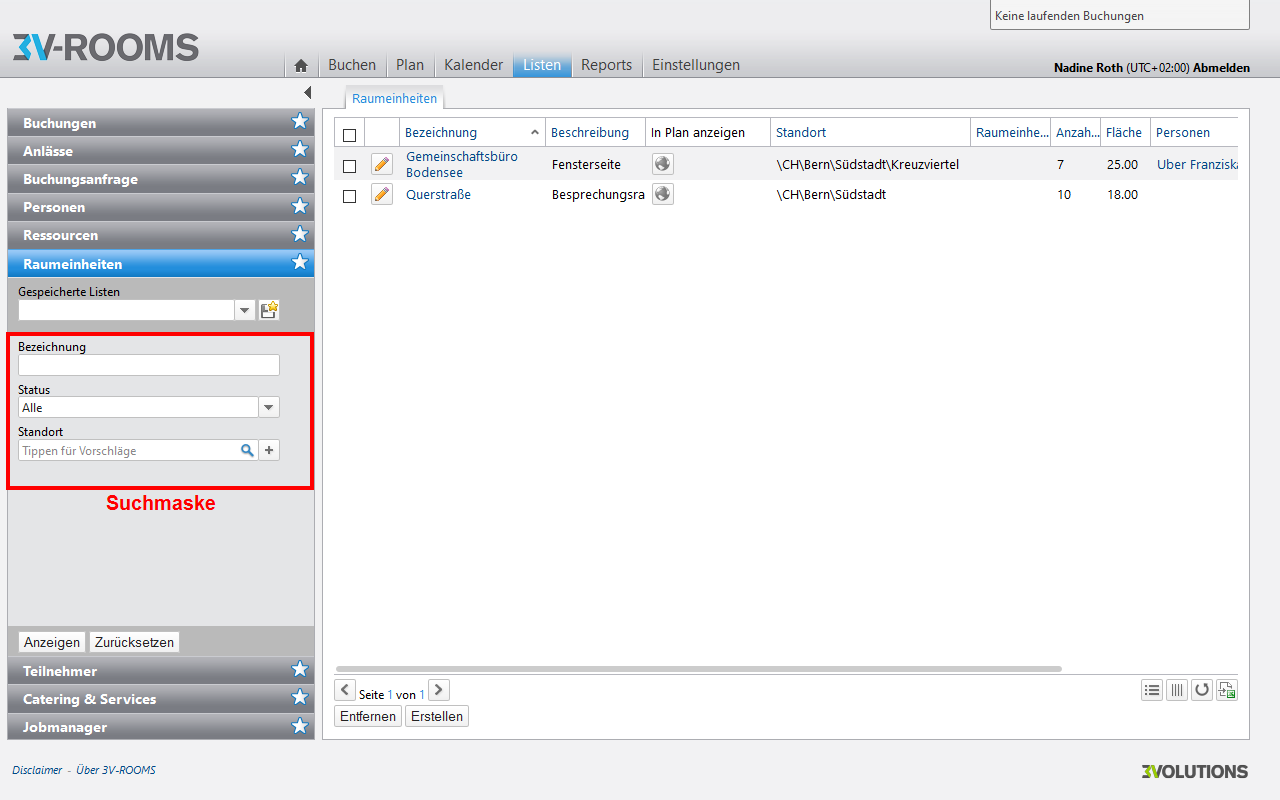 Keine laufenden Buchungen
3V-ROOMS
Buchen Plan Kalender Listen Reports Einstellungen
Nadine Roth (UTC+02:00) Abmelden
Raumeinheiten
Buchungen
Anlässe
Buchungsanfrage
Personen
Ressourcen
Raumeinheiten
Gespeicherte Listen
Bezeichnung
Status
Alle
Standort
Tippen für Vorschläge
Suchmaske
Anzeigen Zurücksetzen
Teilnehmer
Catering & Services
Jobmanager
Bezeichnung Beschreibung In Plan anzeigen Standort Raumeinhe... Anzah... Fläche Personen
Gemeinschaftsbüro Bodensee Fensterseite \CH\Bern\Südstadt\Kreuzviertel 7 25.00 Uber Franziska
Querstraße Besprechungsra \CH\Bern\Südstadt 10 18.00
Seite 1 von 1
Entfernen Erstellen
Disclaimer - Über 3V-ROOMS
3VOLUTIONS